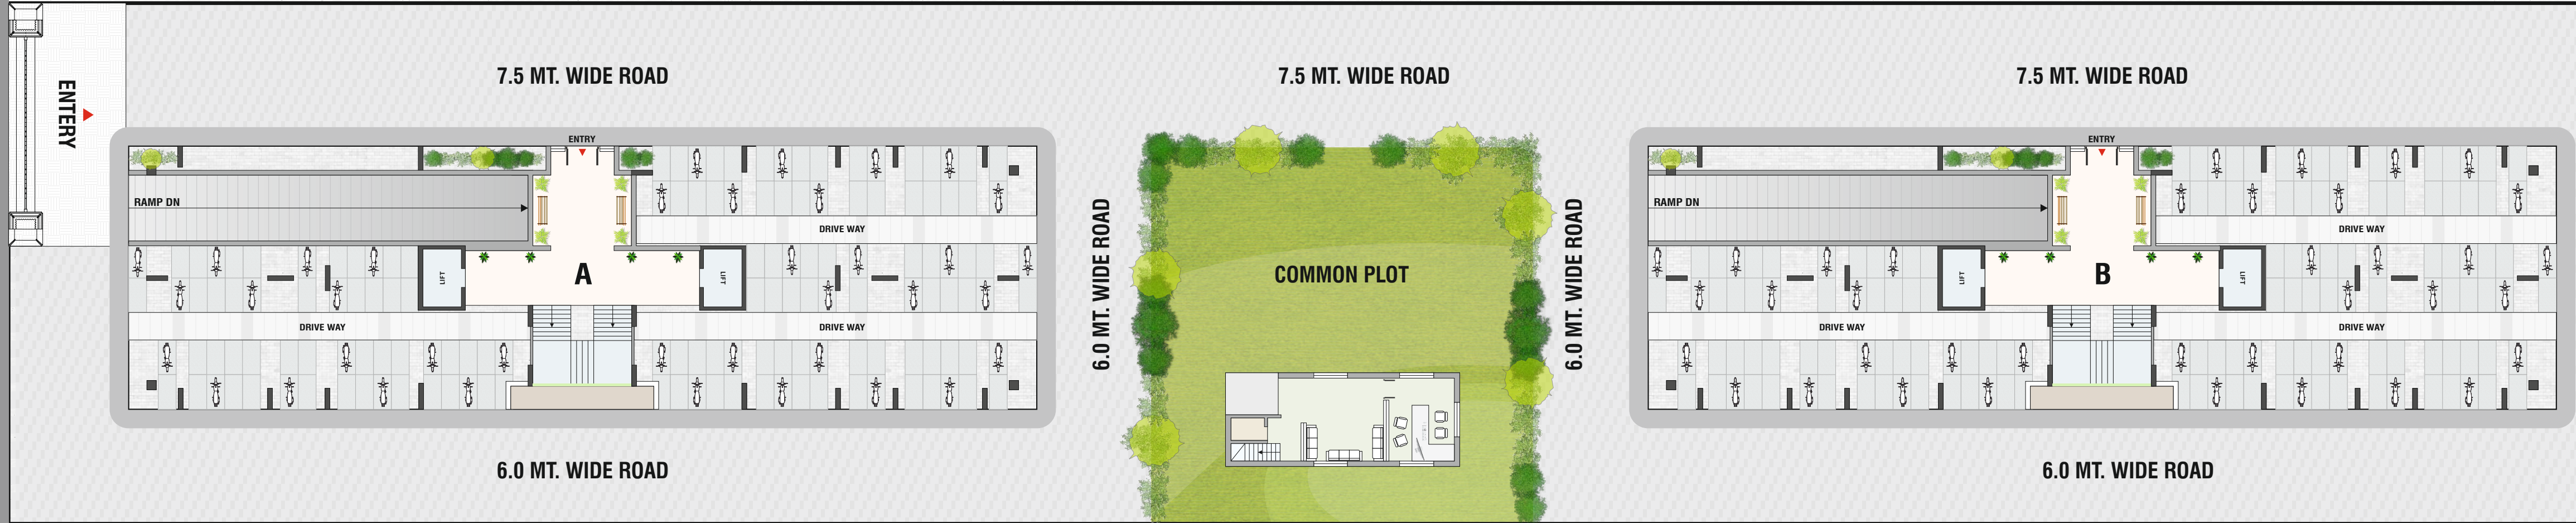 ENTERY
7.5 MT. WIDE ROAD
7.5 MT. WIDE ROAD
7.5 MT. WIDE ROAD
ENTRY
RAMP DN
DRIVE WAY
LIFT
A
LIFT
DRIVE WAY
DRIVE WAY
6.0 MT. WIDE ROAD
6.0 MT. WIDE ROAD
COMMON PLOT
6.0 MT. WIDE ROAD
ENTRY
RAMP DN
DRIVE WAY
LIFT
B
LIFT
DRIVE WAY
DRIVE WAY
6.0 MT. WIDE ROAD